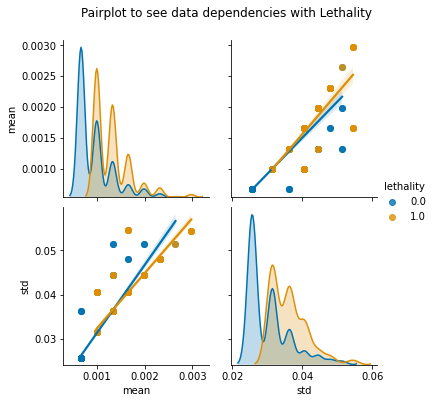 Pairplot to see data dependencies with Lethality
0.0030
0.0025
0.0020
0.0015
0.0010
mean
lethality
0.0
1.0
0.05
0.04
0.03
std
0.001
0.002
0.003
mean
0.02
0.04
0.06
std